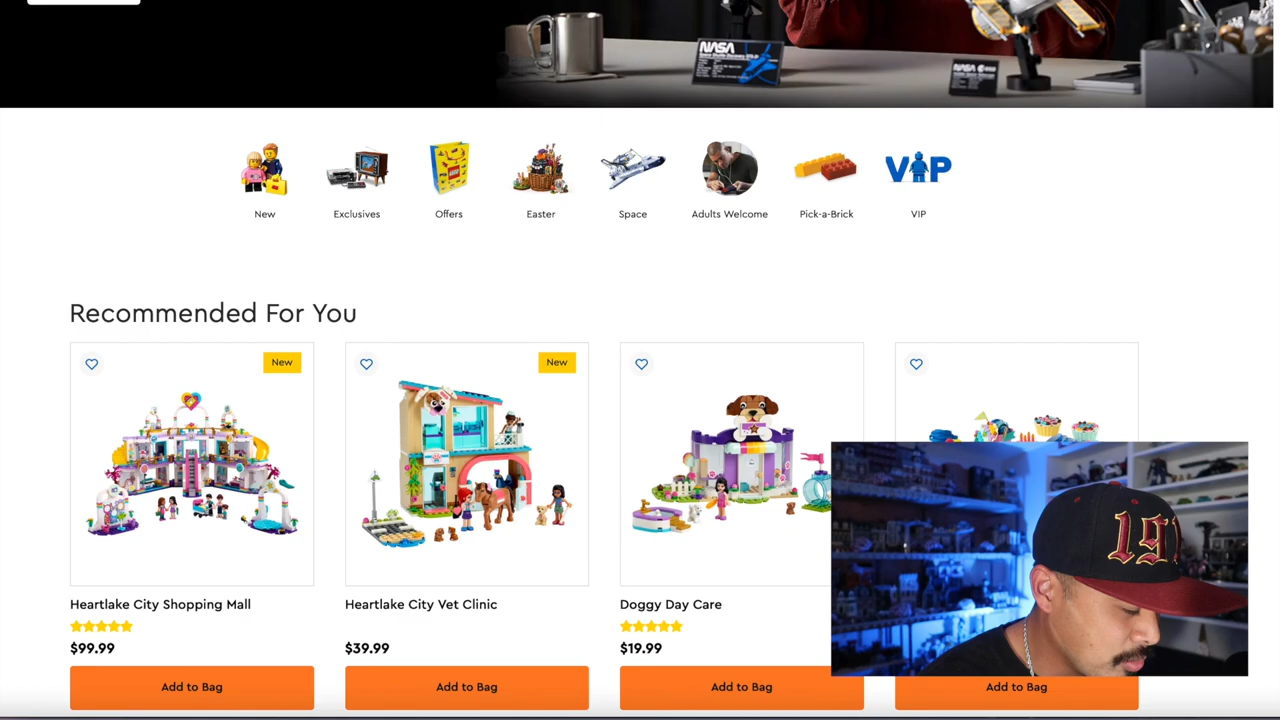 NASA
NASA
New
Exclusives
Offers
Easter
Space
Adults Welcome
Pick-a-Brick
VIP
VIP
Recommended For You
New
New
Heartlake City Shopping Mall
Heartlake City Vet Clinic
Doggy Day Care
$99.99
$39.99
$19.99
Add to Bag
Add to Bag
Add to Bag
Add to Bag